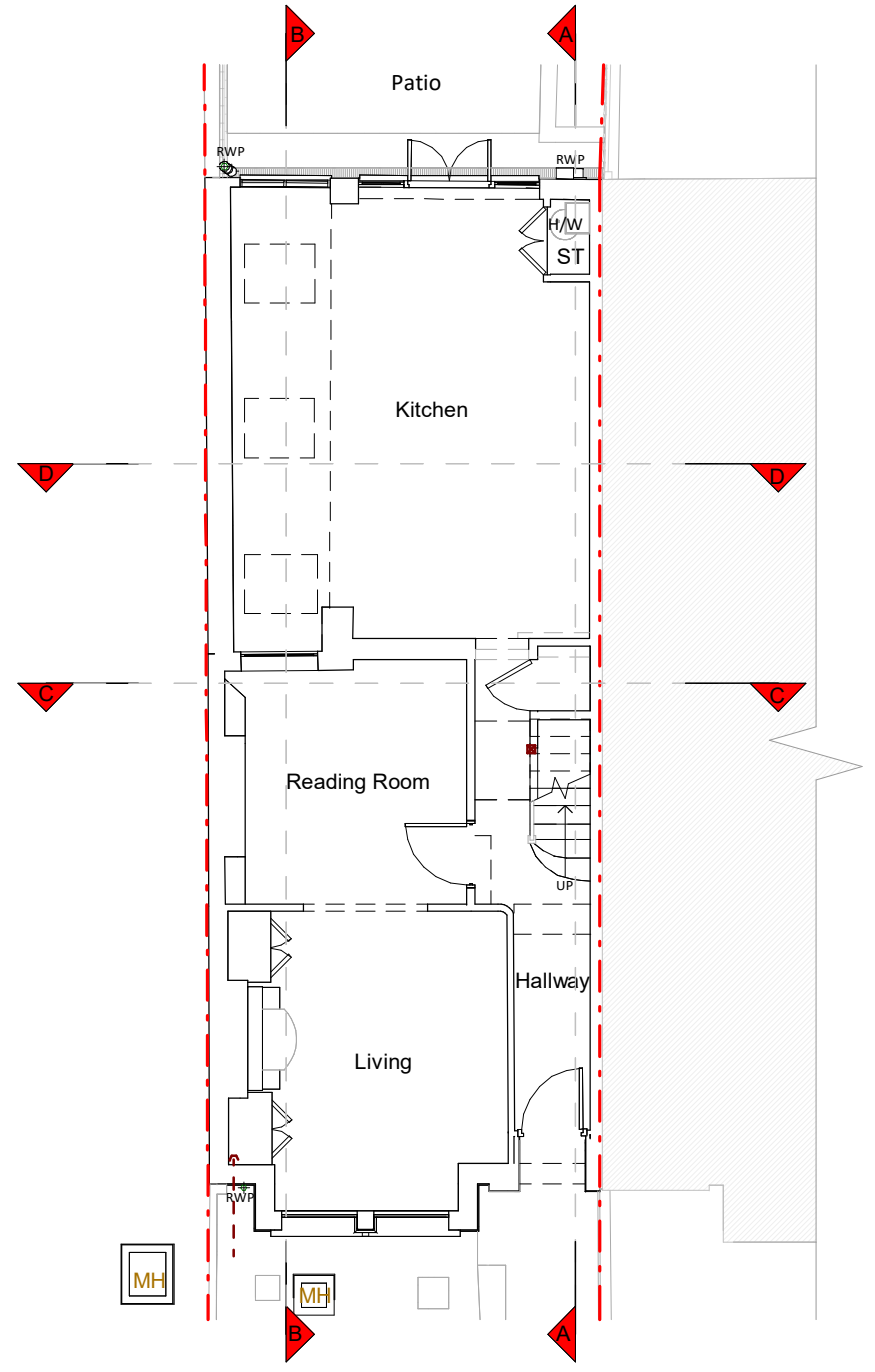 B
A
Patio
RWP
RWP
H/W
ST
Kitchen
D
D
C
C
Reading Room
UP
Hallway
Living
RWP
MH
MH
B
A